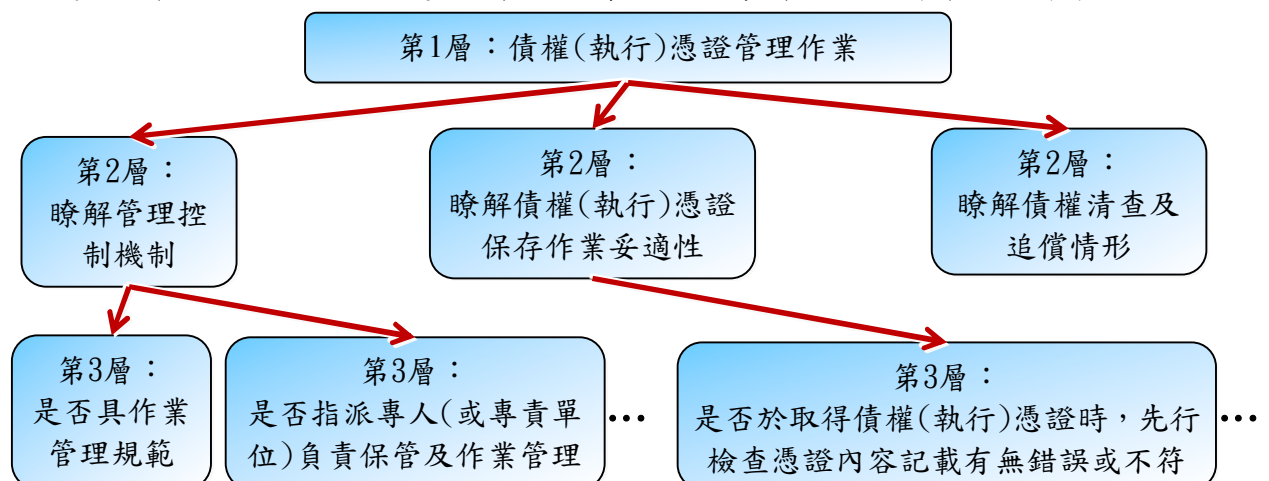 第1層：債權(執行)憑證管理作業
第2層：
瞭解管理控
制機制
第2層：
瞭解債權(執行)憑證
保存作業妥適性
第2層：
瞭解債權清查及
追償情形
第3層：
是否具作業
管理規範
第3層：
是否指派專人(或專責單
位)負責保管及作業管理
…
第3層：
是否於取得債權(執行)憑證時，先行
檢查憑證內容記載有無錯誤或不符
…